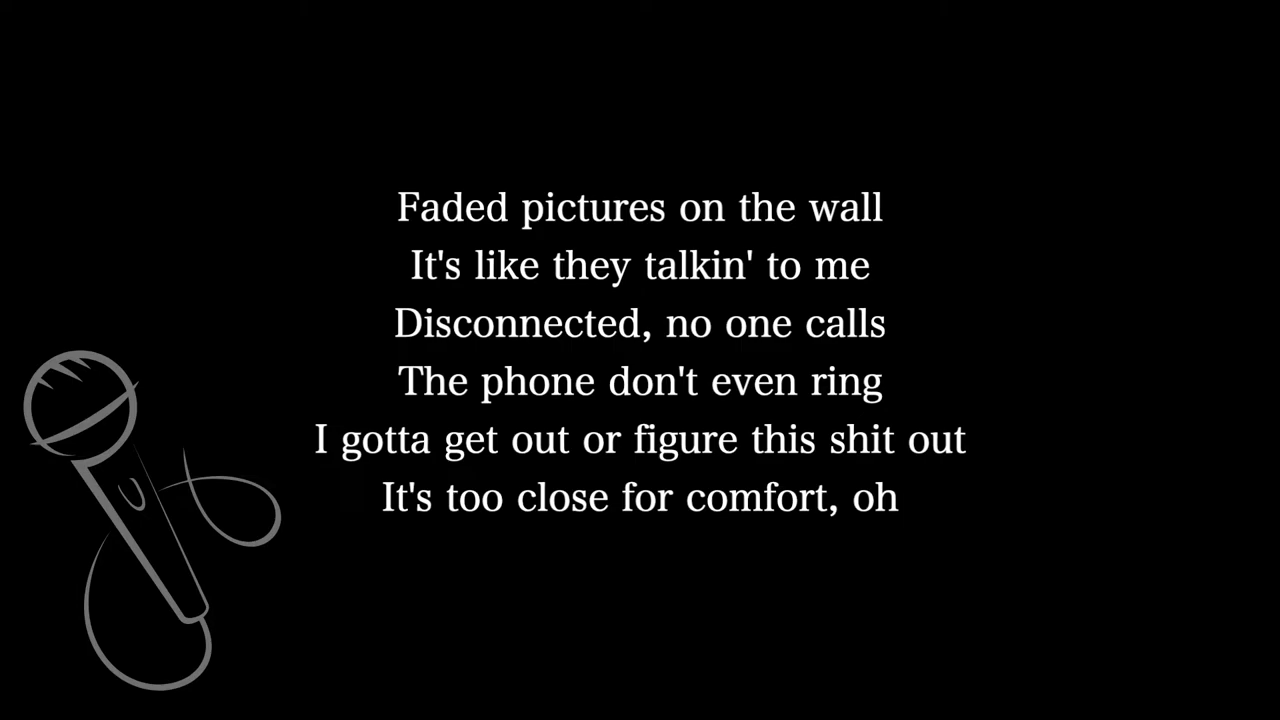 Faded pictures on the wall
It's like they talkin' to me
Disconnected, no one calls
The phone don't even ring
I gotta get out or figure this shit out
It's too close for comfort, oh